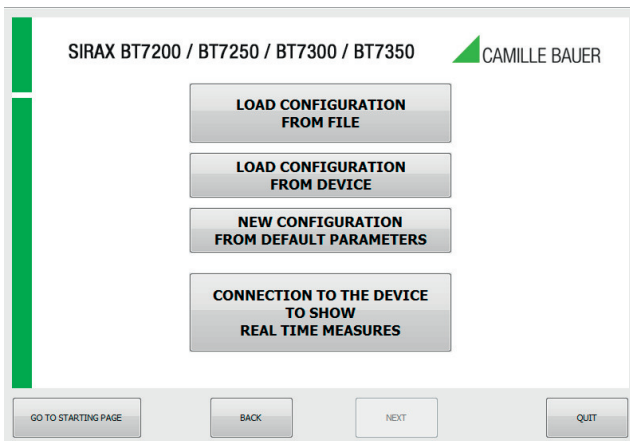 SIRAX BT7200 / BT7250 / BT7300 / BT7350
CAMILLE BAUER
LOAD CONFIGURATION
FROM FILE
LOAD CONFIGURATION
FROM DEVICE
NEW CONFIGURATION
FROM DEFAULT PARAMETERS
CONNECTION TO THE DEVICE
TO SHOW
REAL TIME MEASURES
GO TO STARTING PAGE
BACK
NEXT
QUIT